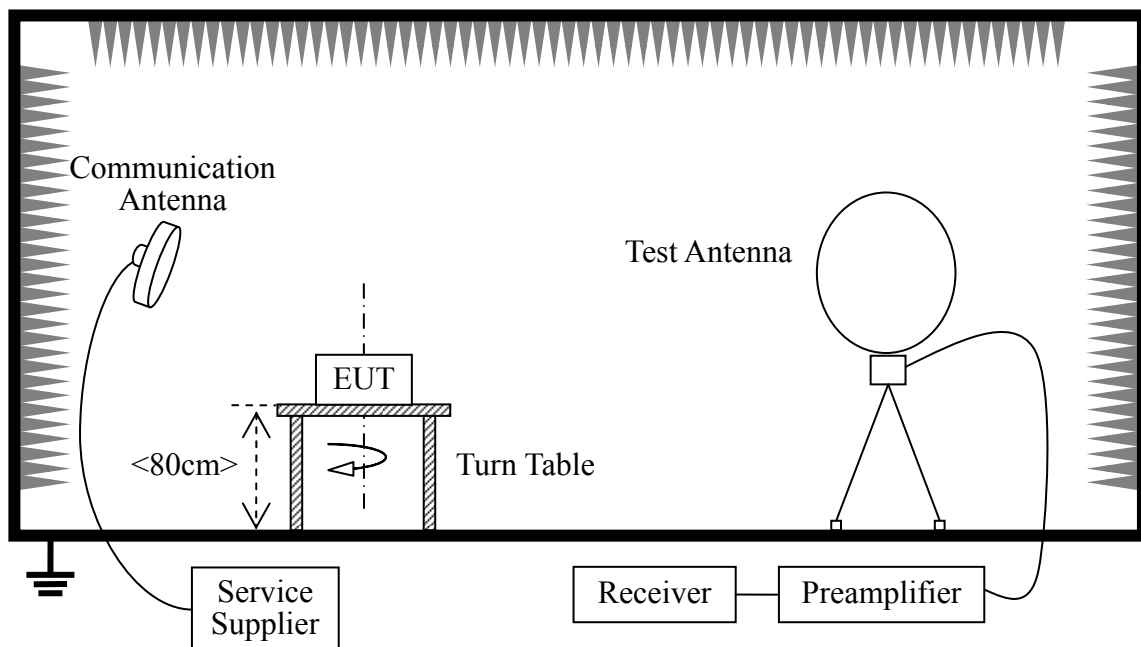 Communication
Antenna
Test Antenna
EUT
<80cm>
Turn Table
Service
Supplier
Receiver
Preamplifier